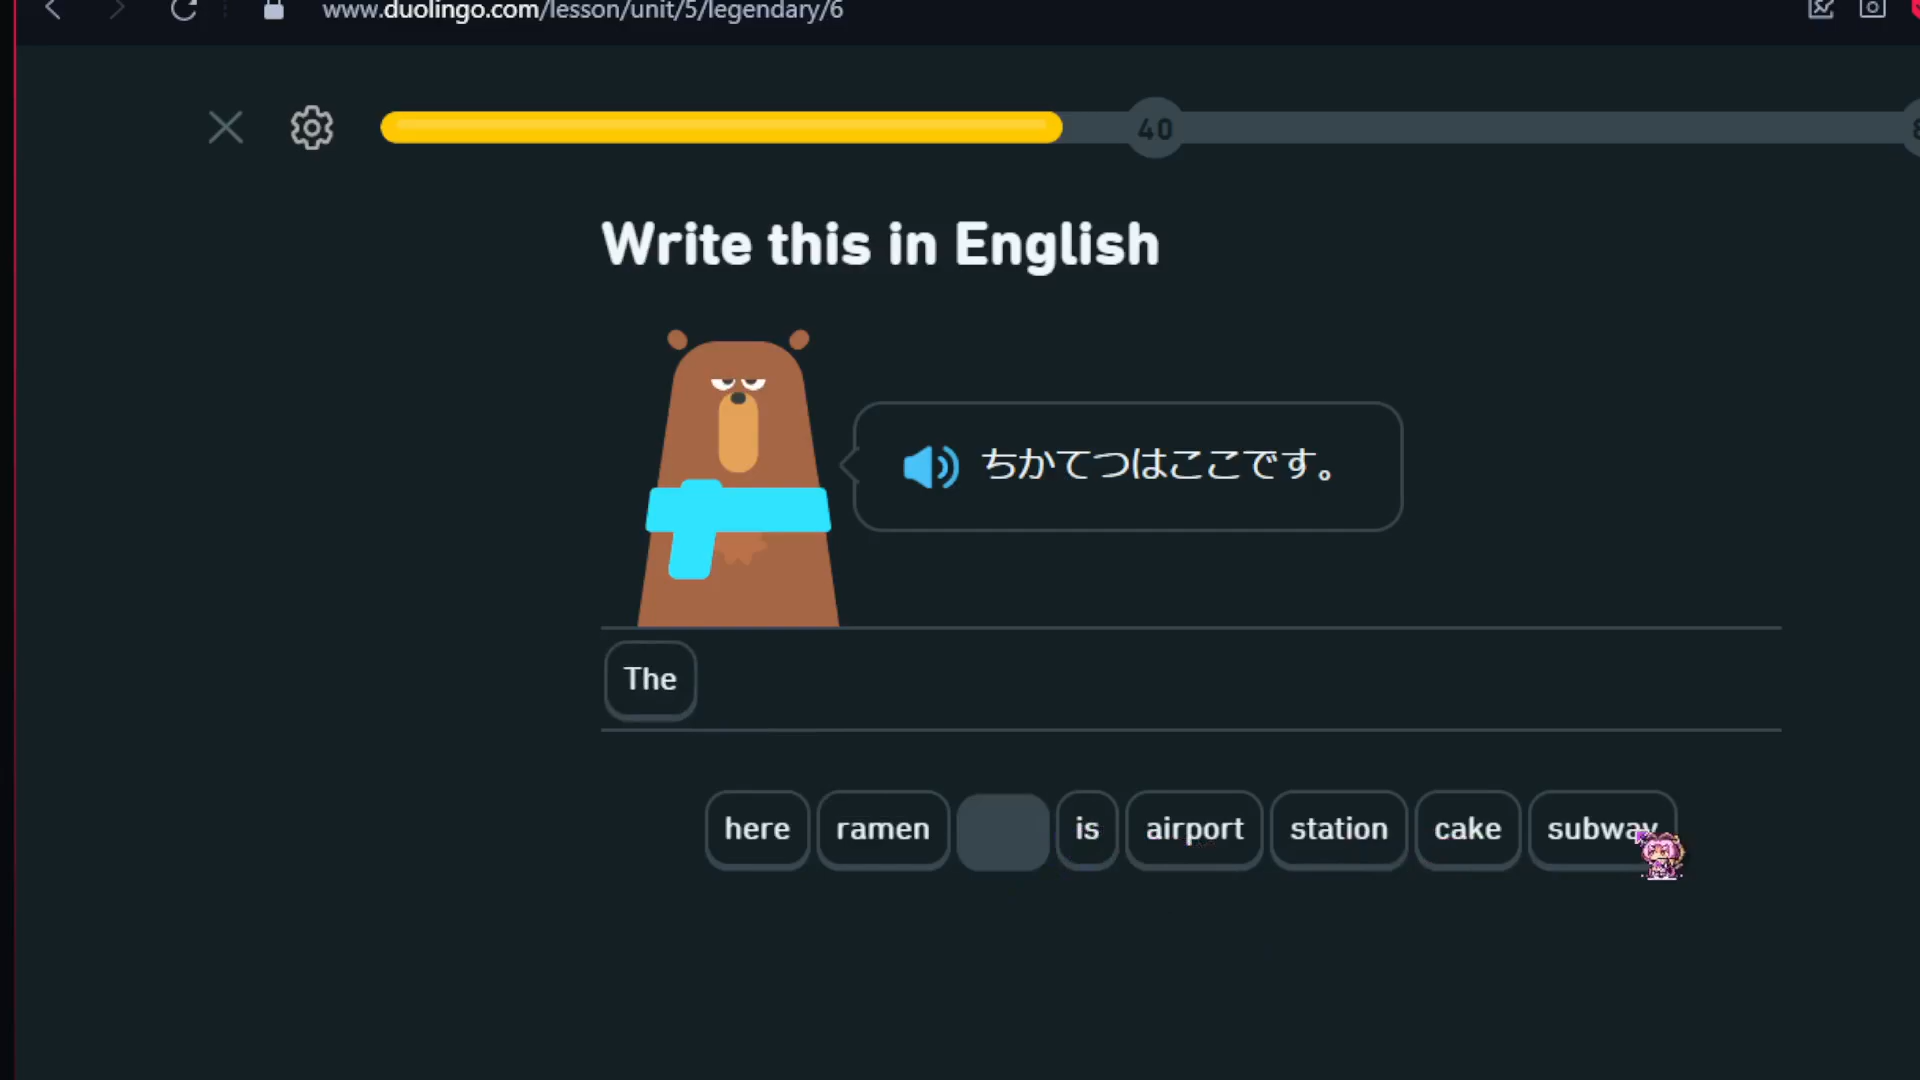 www.duolingo.com/lesson/unit/5/legendary/6
40
Write this in English
ちかてつはここです。
The
here ramen is airport station cake subway